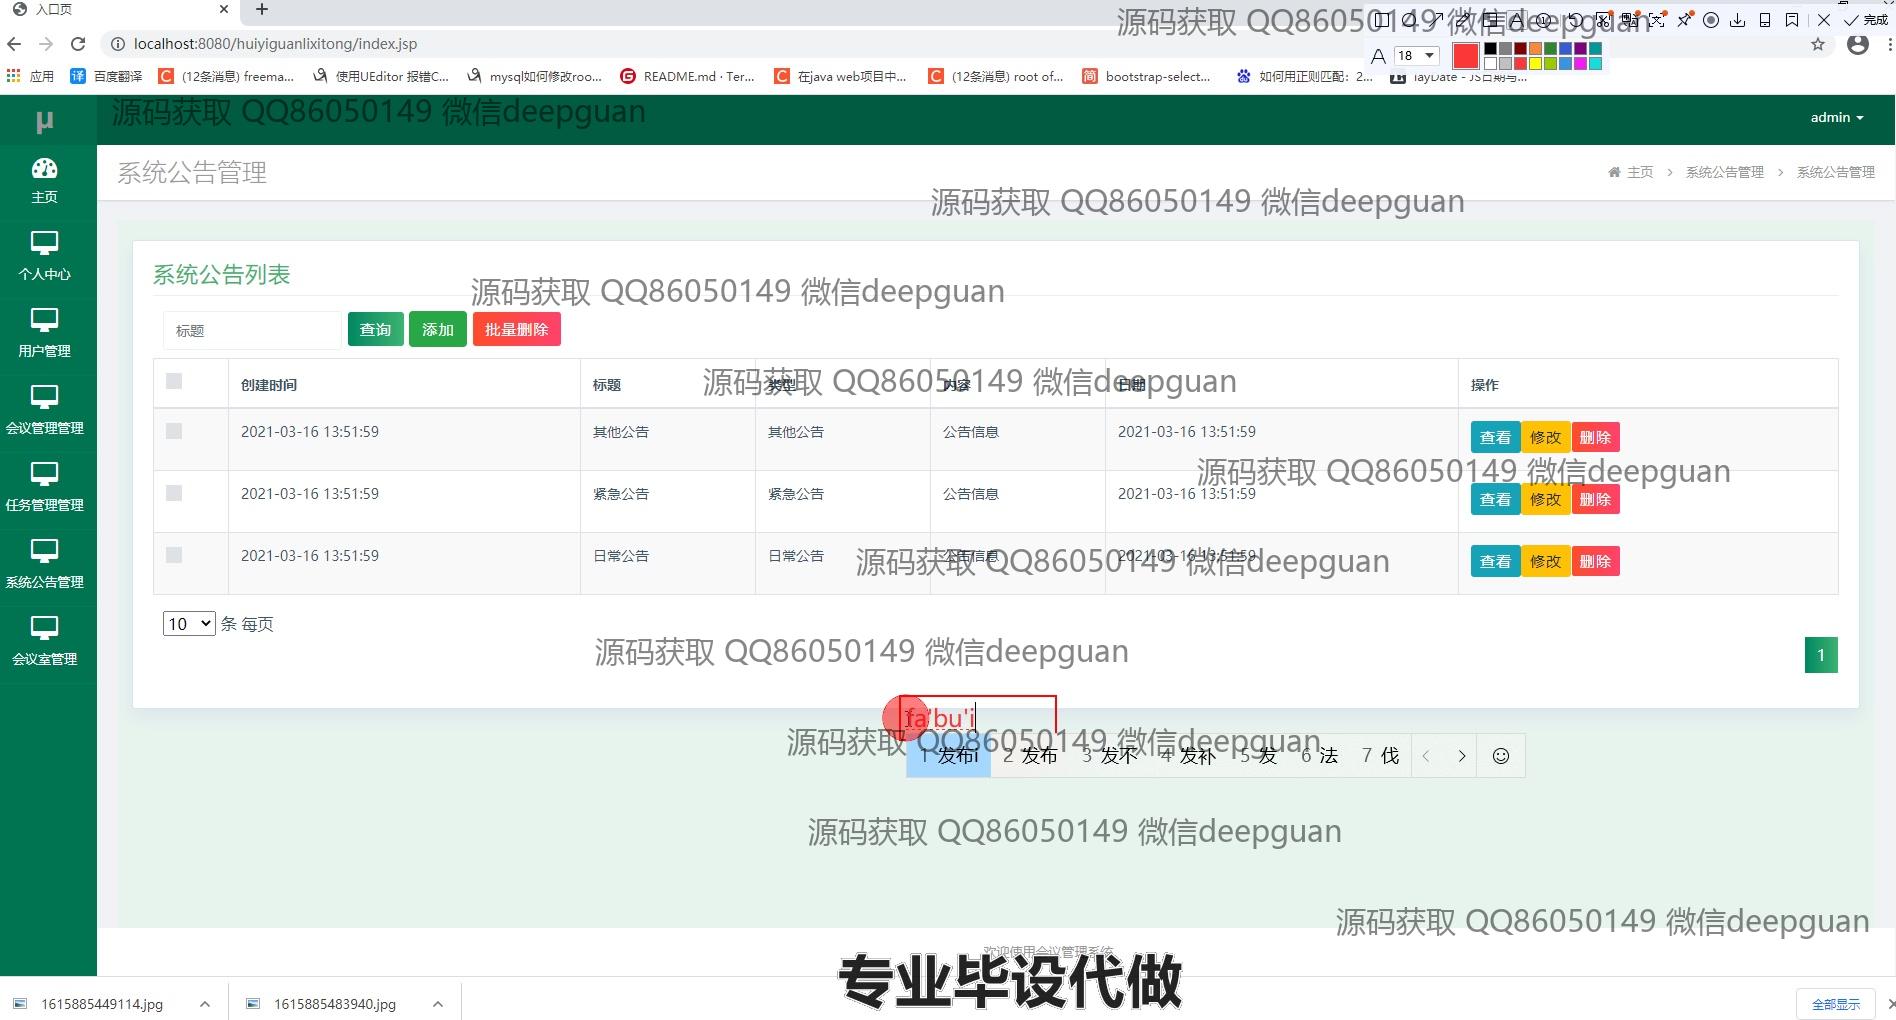 入口页
localhost:8080/huiyiguanlixitong/index.jsp
源码获取 QQ86050149 微信deepguan
完成
A 18
应用 百度翻译 (12条消息) freema... 使用UEditor 报错C... mysql如何修改roo... README.md · Ter... 在java web项目中... (12条消息) root of... bootstrap-select... 如何用正则匹配：2... layDate - JS日期与...
μ 源码获取 QQ86050149 微信deepguan admin
系统公告管理 主页 > 系统公告管理 > 系统公告管理
源码获取 QQ86050149 微信deepguan
主页
个人中心
用户管理
会议管理管理
任务管理管理
系统公告管理
会议室管理
系统公告列表
源码获取 QQ86050149 微信deepguan
标题 查询 添加 批量删除
创建时间 标题 类型 内容 日期 操作
源码获取 QQ86050149 微信deepguan
2021-03-16 13:51:59 其他公告 其他公告 公告信息 2021-03-16 13:51:59 查看 修改 删除
源码获取 QQ86050149 微信deepguan
2021-03-16 13:51:59 紧急公告 紧急公告 公告信息 2021-03-16 13:51:59 查看 修改 删除
2021-03-16 13:51:59 日常公告 日常公告 公告信息 2021-03-16 13:51:59 查看 修改 删除
源码获取 QQ86050149 微信deepguan
10 条 每页
源码获取 QQ86050149 微信deepguan
1
fa'bu'i
源码获取 QQ86050149 微信deepguan
1 发布i 2 发布 3 发不 4 发补 5 发 6 法 7 伐
源码获取 QQ86050149 微信deepguan
源码获取 QQ86050149 微信deepguan
欢迎使用会议管理系统
专业毕设代做
1615885449114.jpg 1615885483940.jpg 全部显示